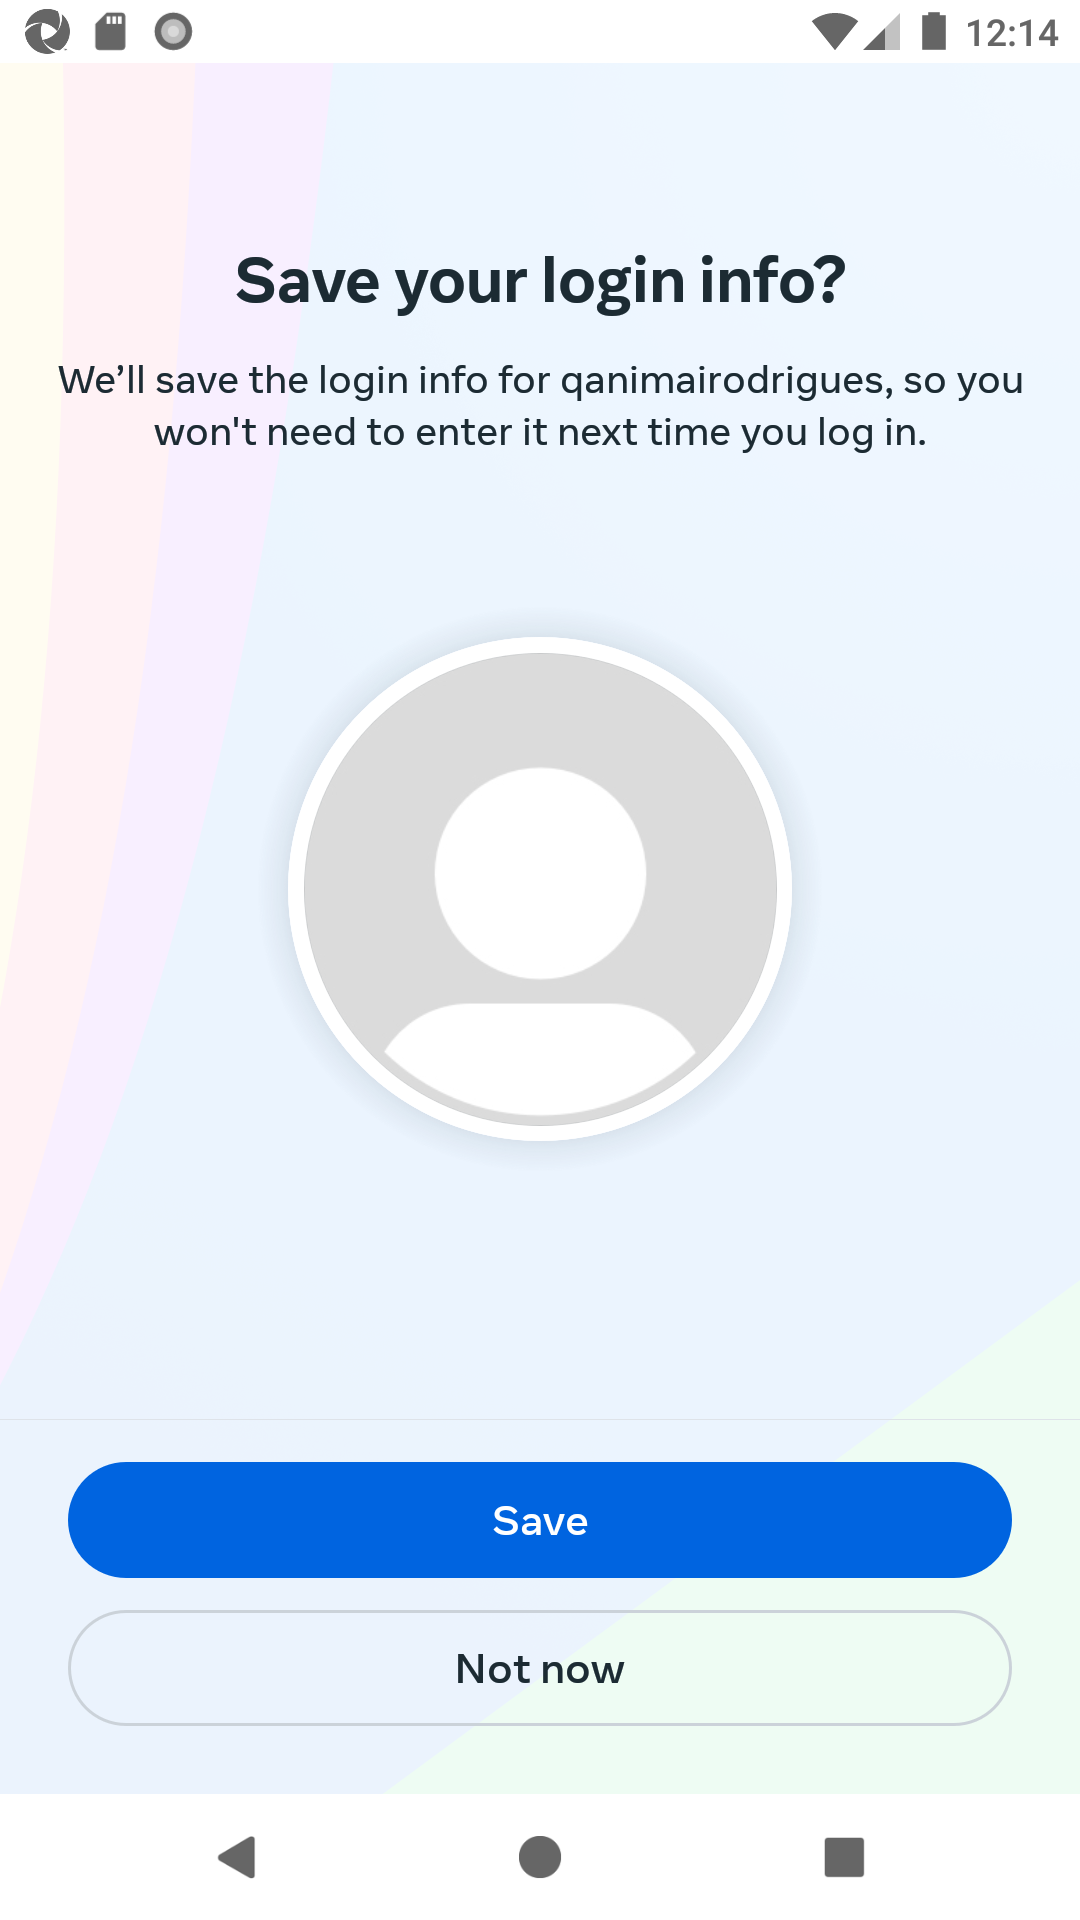 12:14
Save your login info?
We’ll save the login info for qanimairodrigues, so you
won't need to enter it next time you log in.
Save
Not now